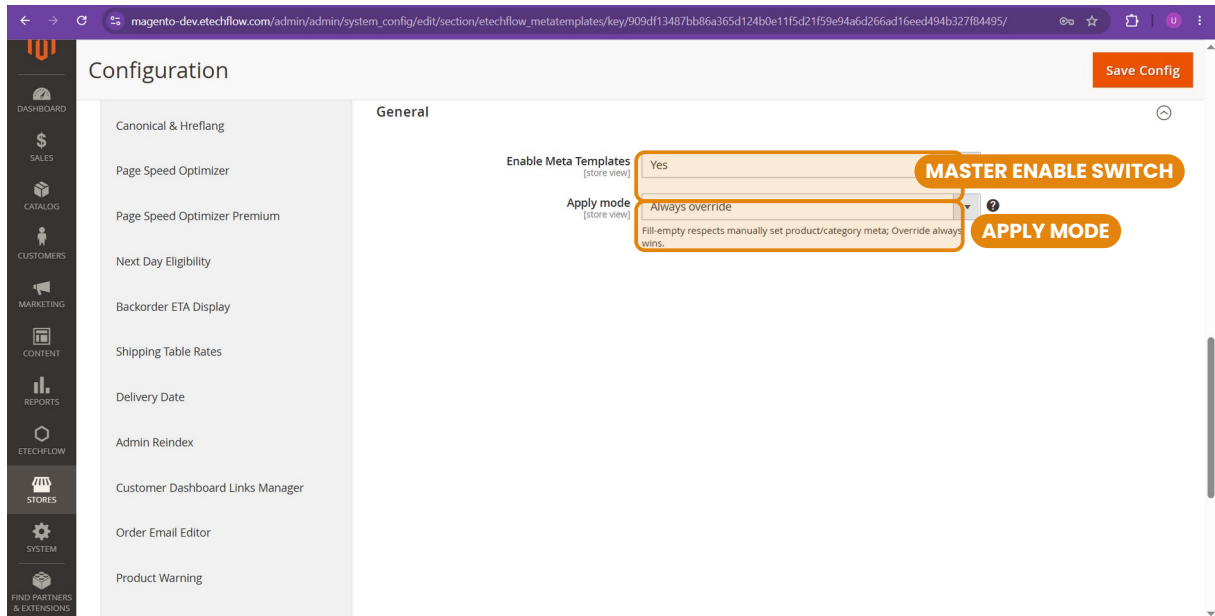 magento-dev.etechflow.com/admin/admin/system_config/edit/section/etechflow_metatemplates/key/909df13487bb86a365d124b0e11f5d21f59e94a6d266ad16eed494b327f84495/
U
Configuration
Save Config
DASHBOARD
SALES
CATALOG
CUSTOMERS
MARKETING
CONTENT
REPORTS
ETECHFLOW
STORES
SYSTEM
FIND PARTNERS
& EXTENSIONS
Canonical & Hreflang
Page Speed Optimizer
Page Speed Optimizer Premium
Next Day Eligibility
Backorder ETA Display
Shipping Table Rates
Delivery Date
Admin Reindex
Customer Dashboard Links Manager
Order Email Editor
Product Warning
General
Enable Meta Templates
[store view]
Yes
MASTER ENABLE SWITCH
Apply mode
[store view]
Always override
?
Fill-empty respects manually set product/category meta; Override always
wins.
APPLY MODE